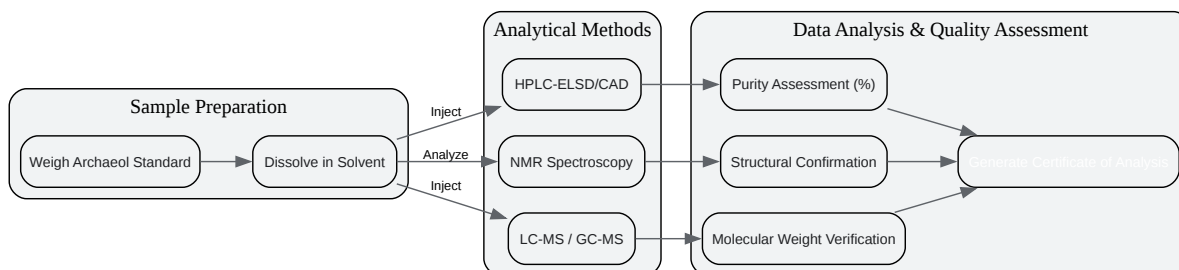 Sample Preparation
Weigh Archaeol Standard
Dissolve in Solvent
Inject
Analyze
Inject
Analytical Methods
HPLC-ELSD/CAD
NMR Spectroscopy
LC-MS / GC-MS
Data Analysis & Quality Assessment
Purity Assessment (%)
Structural Confirmation
Molecular Weight Verification
Generate Certificate of Analysis